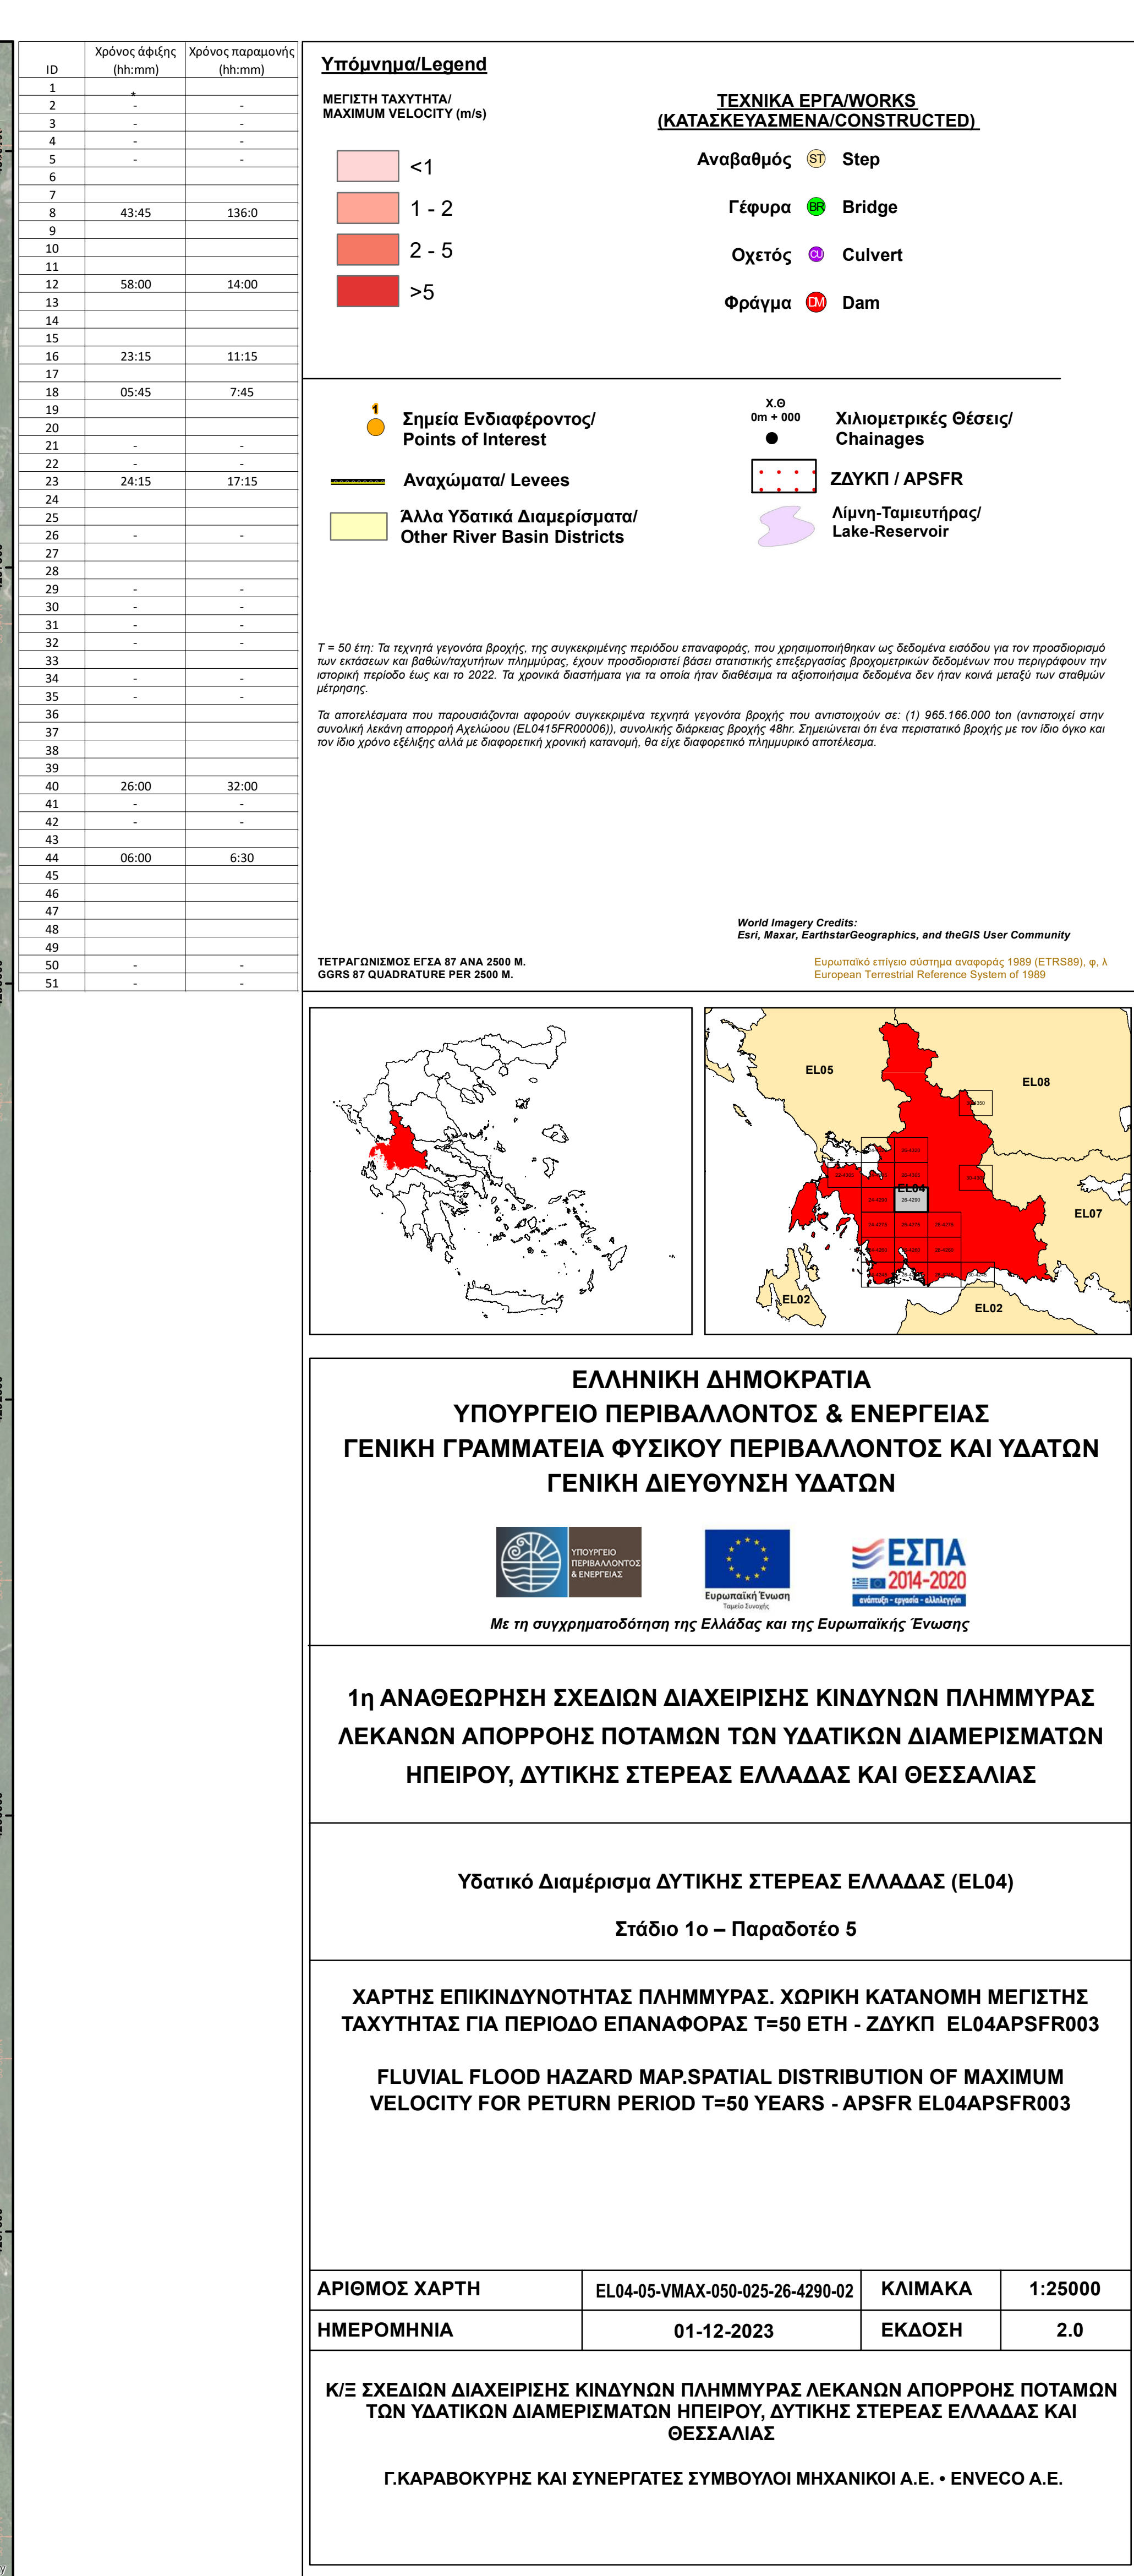 ID Χρόνος άφιξης (hh:mm) Χρόνος παραμονής (hh:mm)
1 *
2 - -
3 - -
4 - -
5 - -
6
7
8 43:45 136:0
9
10
11
12 58:00 14:00
13
14
15
16 23:15 11:15
17
18 05:45 7:45
19
20
21 - -
22 - -
23 24:15 17:15
24
25
26 - -
27
28
29 - -
30 - -
31 - -
32 - -
33
34 - -
35 - -
36
37
38
39
40 26:00 32:00
41 - -
42 - -
43
44 06:00 6:30
45
46
47
48
49
50 - -
51 - -
Υπόμνημα/Legend
ΜΕΓΙΣΤΗ ΤΑΧΥΤΗΤΑ/
MAXIMUM VELOCITY (m/s)
<1
1 - 2
2 - 5
>5
ΤΕΧΝΙΚΑ ΕΡΓΑ/WORKS
(ΚΑΤΑΣΚΕΥΑΣΜΕΝΑ/CONSTRUCTED)
Αναβαθμός ST Step
Γέφυρα BR Bridge
Οχετός CU Culvert
Φράγμα DM Dam
1
Σημεία Ενδιαφέροντος/
Points of Interest
Αναχώματα/ Levees
Άλλα Υδατικά Διαμερίσματα/
Other River Basin Districts
Χ.Θ
0m + 000
Χιλιομετρικές Θέσεις/
Chainages
ΖΔΥΚΠ / APSFR
Λίμνη-Ταμιευτήρας/
Lake-Reservoir
T = 50 έτη: Τα τεχνητά γεγονότα βροχής, της συγκεκριμένης περιόδου επαναφοράς, που χρησιμοποιήθηκαν ως δεδομένα εισόδου για τον προσδιορισμό
των εκτάσεων και βαθών/ταχυτήτων πλημμύρας, έχουν προσδιοριστεί βάσει στατιστικής επεξεργασίας βροχομετρικών δεδομένων που περιγράφουν την
ιστορική περίοδο έως και το 2022. Τα χρονικά διαστήματα για τα οποία ήταν διαθέσιμα τα αξιοποιήσιμα δεδομένα δεν ήταν κοινά μεταξύ των σταθμών
μέτρησης.
Τα αποτελέσματα που παρουσιάζονται αφορούν συγκεκριμένα τεχνητά γεγονότα βροχής που αντιστοιχούν σε: (1) 965.166.000 ton (αντιστοιχεί στην
συνολική λεκάνη απορροή Αχελώοου (EL0415FR00006)), συνολικής διάρκειας βροχής 48hr. Σημειώνεται ότι ένα περιστατικό βροχής με τον ίδιο όγκο και
τον ίδιο χρόνο εξέλιξης αλλά με διαφορετική χρονική κατανομή, θα είχε διαφορετικό πλημμυρικό αποτέλεσμα.
World Imagery Credits:
Esri, Maxar, EarthstarGeographics, and theGIS User Community
ΤΕΤΡΑΓΩΝΙΣΜΟΣ ΕΓΣΑ 87 ΑΝΑ 2500 Μ.
GGRS 87 QUADRATURE PER 2500 M.
Ευρωπαϊκό επίγειο σύστημα αναφοράς 1989 (ETRS89), φ, λ
European Terrestrial Reference System of 1989
EL05
EL08
EL04
26-4290
EL07
EL02
EL02
ΕΛΛΗΝΙΚΗ ΔΗΜΟΚΡΑΤΙΑ
ΥΠΟΥΡΓΕΙΟ ΠΕΡΙΒΑΛΛΟΝΤΟΣ & ΕΝΕΡΓΕΙΑΣ
ΓΕΝΙΚΗ ΓΡΑΜΜΑΤΕΙΑ ΦΥΣΙΚΟΥ ΠΕΡΙΒΑΛΛΟΝΤΟΣ ΚΑΙ ΥΔΑΤΩΝ
ΓΕΝΙΚΗ ΔΙΕΥΘΥΝΣΗ ΥΔΑΤΩΝ
ΥΠΟΥΡΓΕΙΟ
ΠΕΡΙΒΑΛΛΟΝΤΟΣ
& ΕΝΕΡΓΕΙΑΣ
Ευρωπαϊκή Ένωση
Ταμείο Συνοχής
ΕΣΠΑ
2014-2020
ανάπτυξη - εργασία - αλληλεγγύη
Με τη συγχρηματοδότηση της Ελλάδας και της Ευρωπαϊκής Ένωσης
1η ΑΝΑΘΕΩΡΗΣΗ ΣΧΕΔΙΩΝ ΔΙΑΧΕΙΡΙΣΗΣ ΚΙΝΔΥΝΩΝ ΠΛΗΜΜΥΡΑΣ
ΛΕΚΑΝΩΝ ΑΠΟΡΡΟΗΣ ΠΟΤΑΜΩΝ ΤΩΝ ΥΔΑΤΙΚΩΝ ΔΙΑΜΕΡΙΣΜΑΤΩΝ
ΗΠΕΙΡΟΥ, ΔΥΤΙΚΗΣ ΣΤΕΡΕΑΣ ΕΛΛΑΔΑΣ ΚΑΙ ΘΕΣΣΑΛΙΑΣ
Υδατικό Διαμέρισμα ΔΥΤΙΚΗΣ ΣΤΕΡΕΑΣ ΕΛΛΑΔΑΣ (EL04)
Στάδιο 1ο – Παραδοτέο 5
ΧΑΡΤΗΣ ΕΠΙΚΙΝΔΥΝΟΤΗΤΑΣ ΠΛΗΜΜΥΡΑΣ. ΧΩΡΙΚΗ ΚΑΤΑΝΟΜΗ ΜΕΓΙΣΤΗΣ
ΤΑΧΥΤΗΤΑΣ ΓΙΑ ΠΕΡΙΟΔΟ ΕΠΑΝΑΦΟΡΑΣ T=50 ΕΤΗ - ΖΔΥΚΠ EL04APSFR003
FLUVIAL FLOOD HAZARD MAP.SPATIAL DISTRIBUTION OF MAXIMUM
VELOCITY FOR PETURN PERIOD T=50 YEARS - APSFR EL04APSFR003
ΑΡΙΘΜΟΣ ΧΑΡΤΗ EL04-05-VMAX-050-025-26-4290-02 ΚΛΙΜΑΚΑ 1:25000
ΗΜΕΡΟΜΗΝΙΑ 01-12-2023 ΕΚΔΟΣΗ 2.0
Κ/Ξ ΣΧΕΔΙΩΝ ΔΙΑΧΕΙΡΙΣΗΣ ΚΙΝΔΥΝΩΝ ΠΛΗΜΜΥΡΑΣ ΛΕΚΑΝΩΝ ΑΠΟΡΡΟΗΣ ΠΟΤΑΜΩΝ
ΤΩΝ ΥΔΑΤΙΚΩΝ ΔΙΑΜΕΡΙΣΜΑΤΩΝ ΗΠΕΙΡΟΥ, ΔΥΤΙΚΗΣ ΣΤΕΡΕΑΣ ΕΛΛΑΔΑΣ ΚΑΙ
ΘΕΣΣΑΛΙΑΣ
Γ.ΚΑΡΑΒΟΚΥΡΗΣ ΚΑΙ ΣΥΝΕΡΓΑΤΕΣ ΣΥΜΒΟΥΛΟΙ ΜΗΧΑΝΙΚΟΙ Α.Ε. • ENVECO A.E.